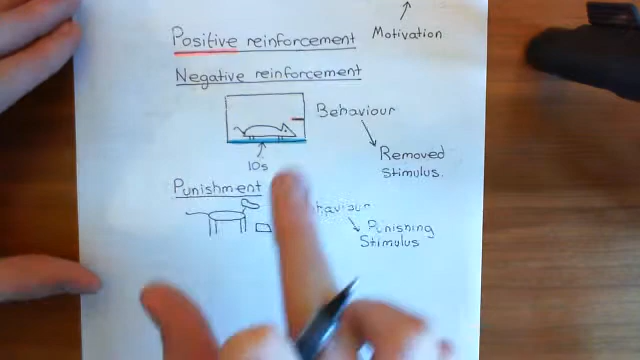 Positive reinforcement
Motivation
Negative reinforcement
Behaviour
Removed
Stimulus.
10s
Punishment
Punishing
Stimulus